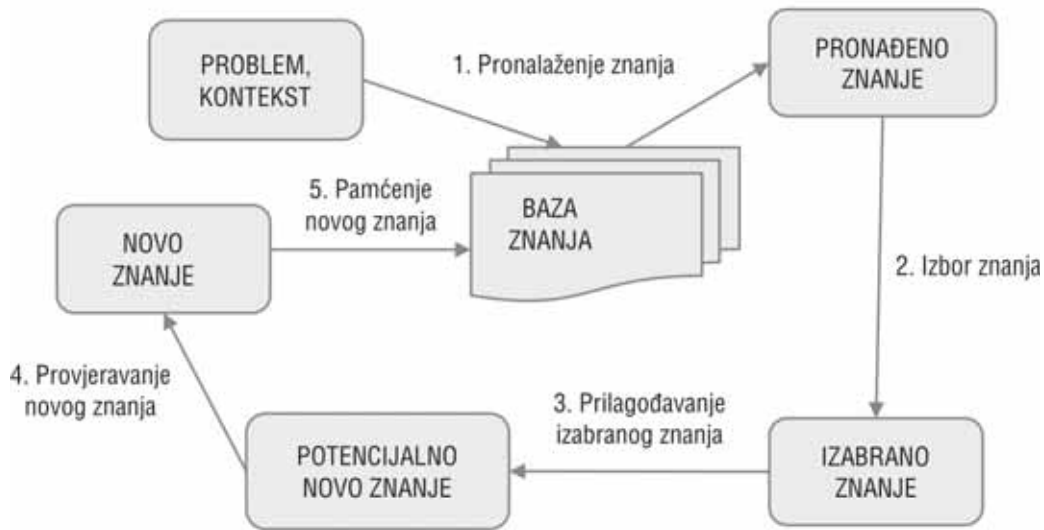 PROBLEM,
KONTEKST
1. Pronalaženje znanja
PRONAĐENO
ZNANJE
5. Pamćenje
novog znanja
BAZA
ZNANJA
NOVO
ZNANJE
2. Izbor znanja
4. Provjeravanje
novog znanja
3. Prilagođavanje
izabranog znanja
POTENCIJALNO
NOVO ZNANJE
IZABRANO
ZNANJE